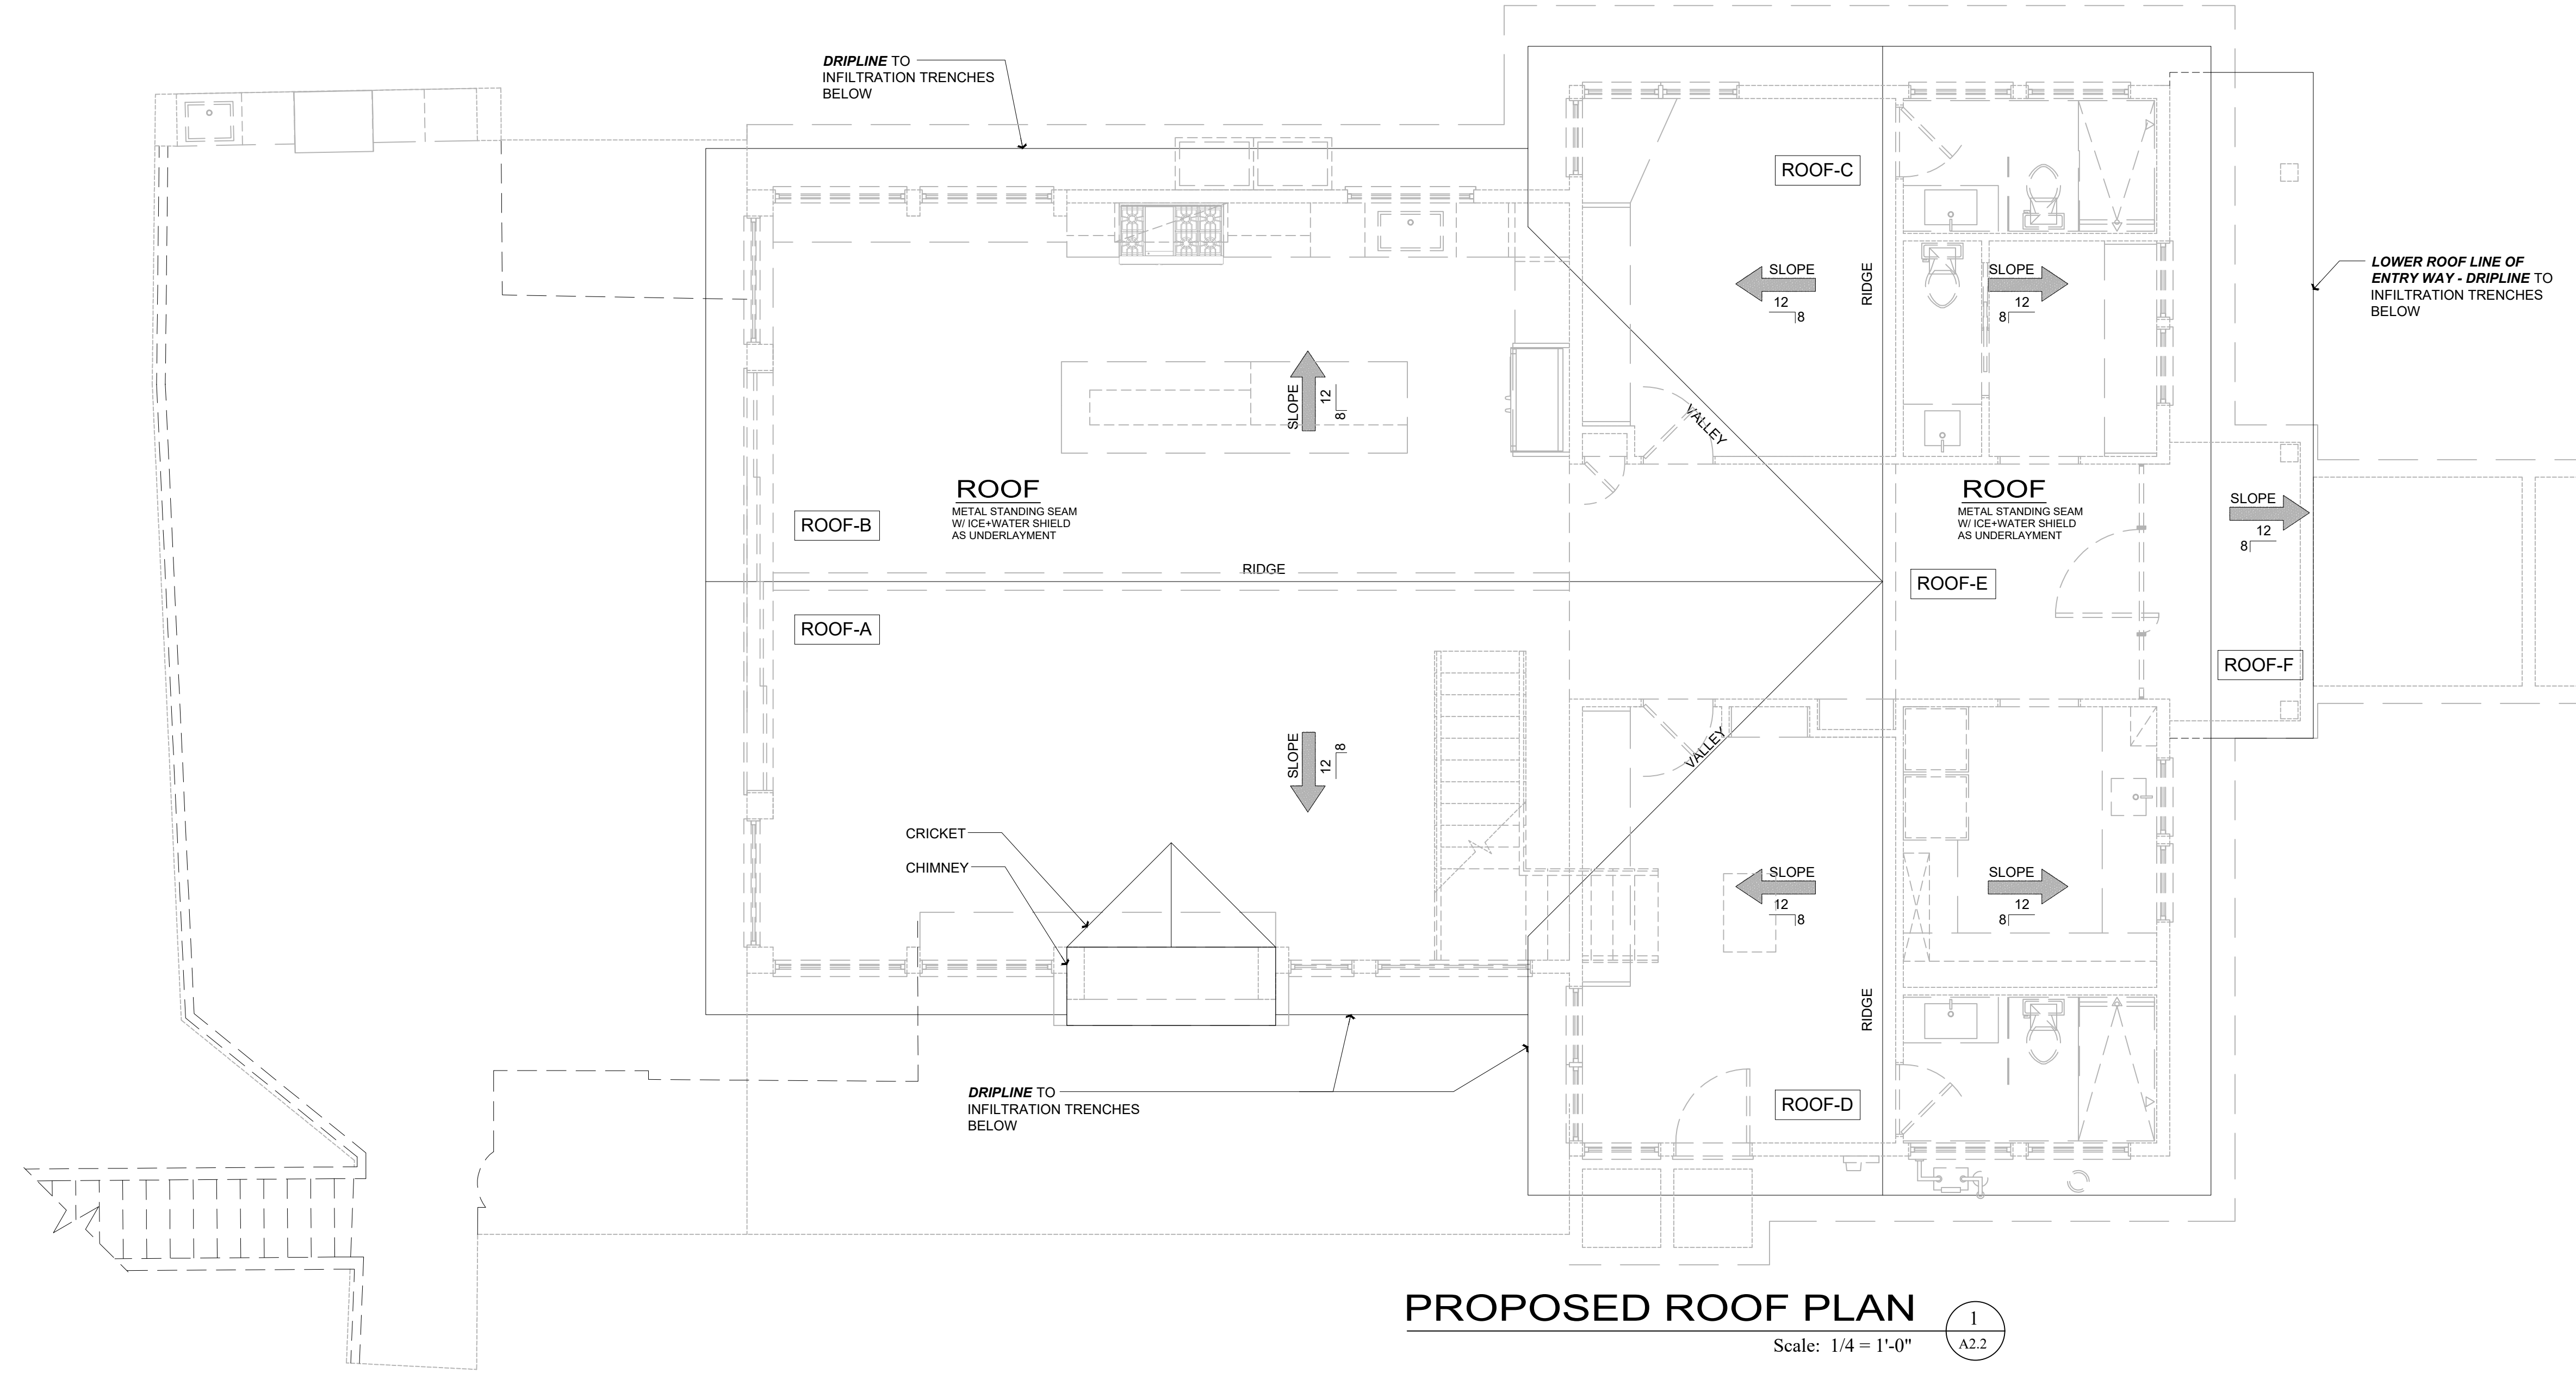 DRIPLINE TO
INFILTRATION TRENCHES
BELOW
ROOF-C
SLOPE
12
8
RIDGE
SLOPE
12
8
LOWER ROOF LINE OF
ENTRY WAY - DRIPLINE TO
INFILTRATION TRENCHES
BELOW
SLOPE
12
8
VALLEY
ROOF
METAL STANDING SEAM
W/ ICE+WATER SHIELD
AS UNDERLAYMENT
ROOF-B
ROOF
METAL STANDING SEAM
W/ ICE+WATER SHIELD
AS UNDERLAYMENT
SLOPE
12
8
RIDGE
ROOF-E
ROOF-A
ROOF-F
SLOPE
12
8
VALLEY
CRICKET
CHIMNEY
SLOPE
12
8
SLOPE
12
8
RIDGE
DRIPLINE TO
INFILTRATION TRENCHES
BELOW
ROOF-D
PROPOSED ROOF PLAN
1
A2.2
Scale: 1/4 = 1'-0"